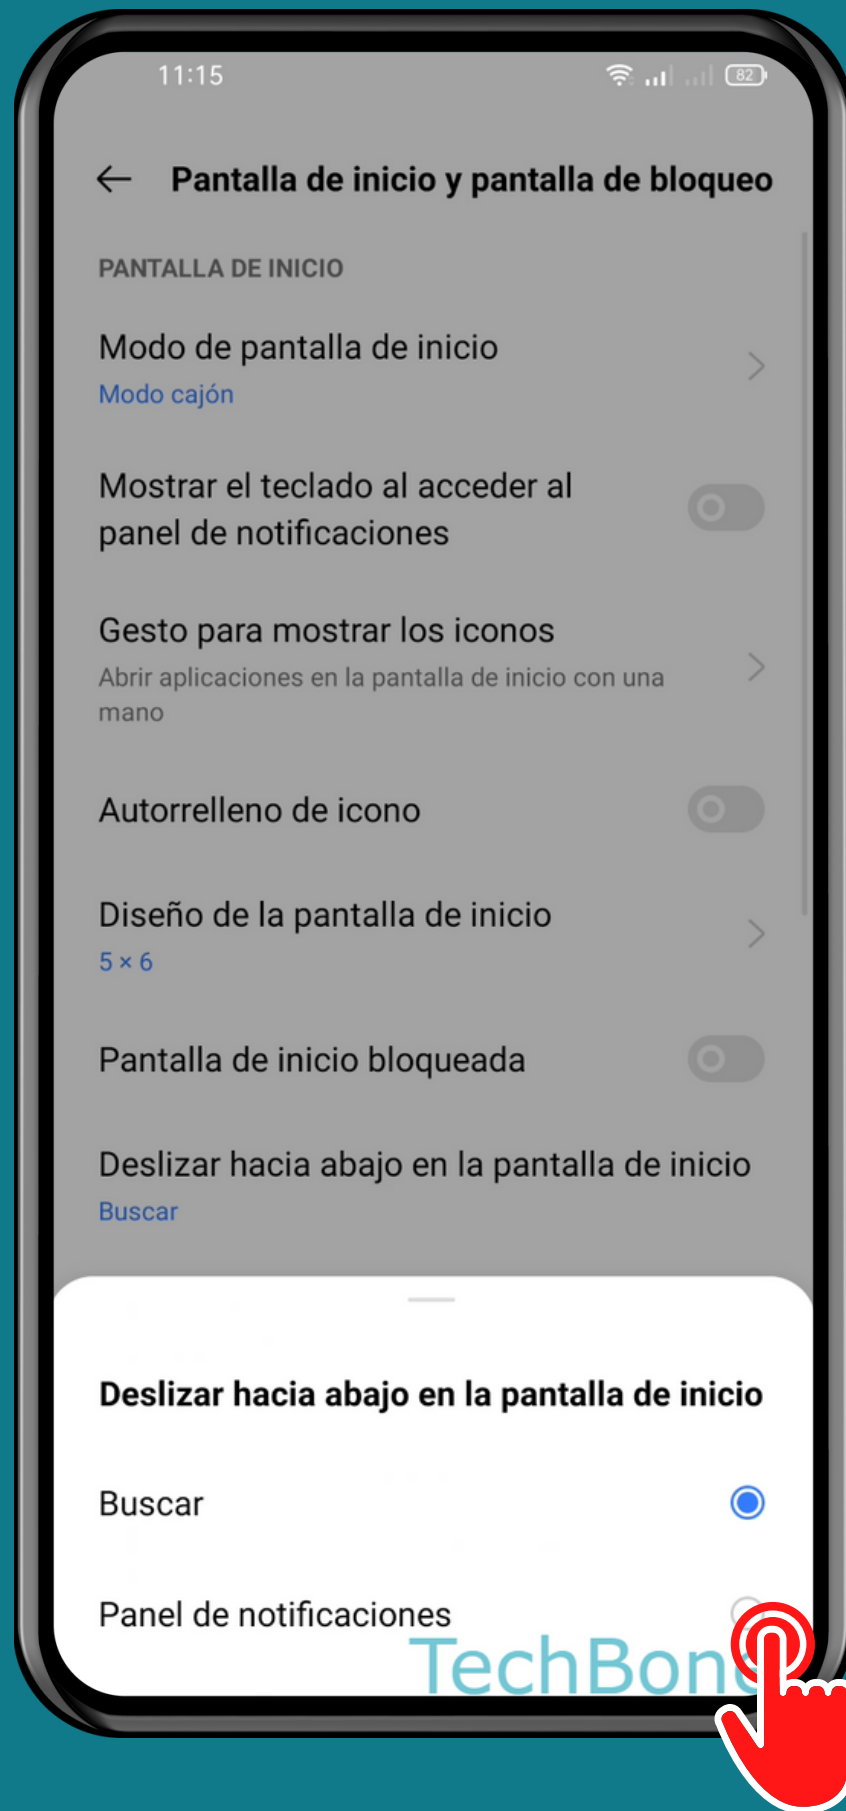 11:15
82
Pantalla de inicio y pantalla de bloqueo
PANTALLA DE INICIO
Modo de pantalla de inicio
Modo cajón
Mostrar el teclado al acceder al
panel de notificaciones
Gesto para mostrar los iconos
Abrir aplicaciones en la pantalla de inicio con una
mano
Autorrelleno de icono
Diseño de la pantalla de inicio
5 × 6
Pantalla de inicio bloqueada
Deslizar hacia abajo en la pantalla de inicio
Buscar
Deslizar hacia abajo en la pantalla de inicio
Buscar
Panel de notificaciones